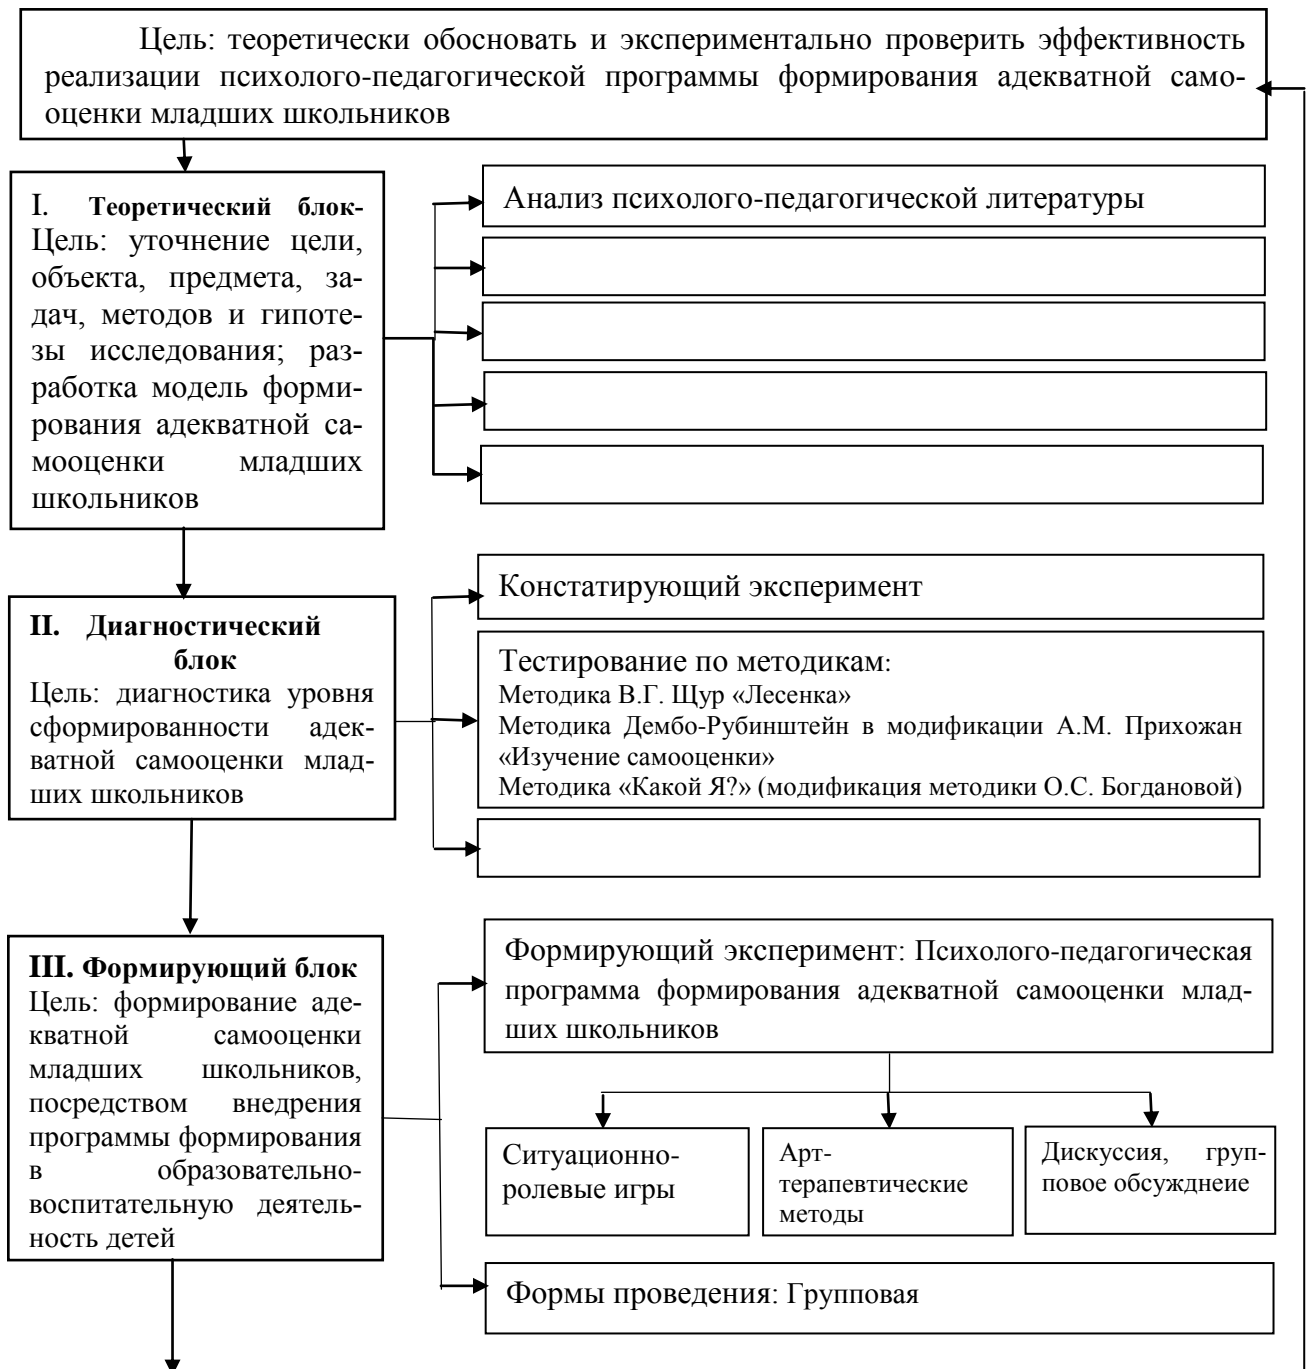 Цель: теоретически обосновать и экспериментально проверить эффективность
реализации психолого-педагогической программы формирования адекватной само-
оценки младших школьников
I. Теоретический блок-
Цель: уточнение цели,
объекта, предмета, за-
дач, методов и гипоте-
зы исследования; раз-
работка модель форми-
рования адекватной са-
мооценки младших
школьников
Анализ психолого-педагогической литературы
II. Диагностический
блок
Цель: диагностика уровня
сформированности адек-
ватной самооценки млад-
ших школьников
Констатирующий эксперимент
Тестирование по методикам:
Методика В.Г. Щур «Лесенка»
Методика Дембо-Рубинштейн в модификации А.М. Прихожан
«Изучение самооценки»
Методика «Какой Я?» (модификация методики О.С. Богдановой)
III. Формирующий блок
Цель: формирование аде-
кватной самооценки
младших школьников,
посредством внедрения
программы формирования
в образовательно-
воспитательную деятель-
ность детей
Формирующий эксперимент: Психолого-педагогическая
программа формирования адекватной самооценки млад-
ших школьников
Ситуационно-
ролевые игры
Арт-
терапевтические
методы
Дискуссия, груп-
повое обсужднеие
Формы проведения: Групповая